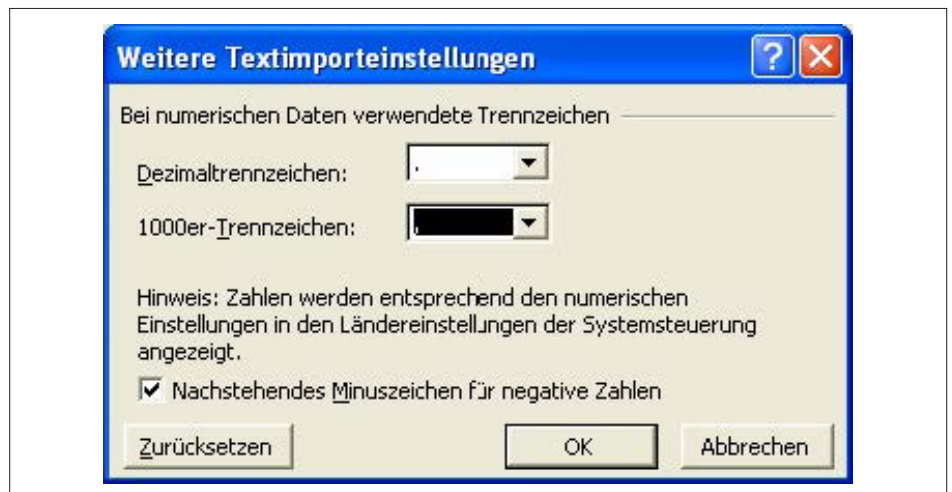 Weitere Textimporteinstellungen ?
Bei numerischen Daten verwendete Trennzeichen
Dezimaltrennzeichen: .
1000er-Trennzeichen: ,
Hinweis: Zahlen werden entsprechend den numerischen
Einstellungen in den Ländereinstellungen der Systemsteuerung
angezeigt.
Nachstehendes Minuszeichen für negative Zahlen
Zurücksetzen OK Abbrechen